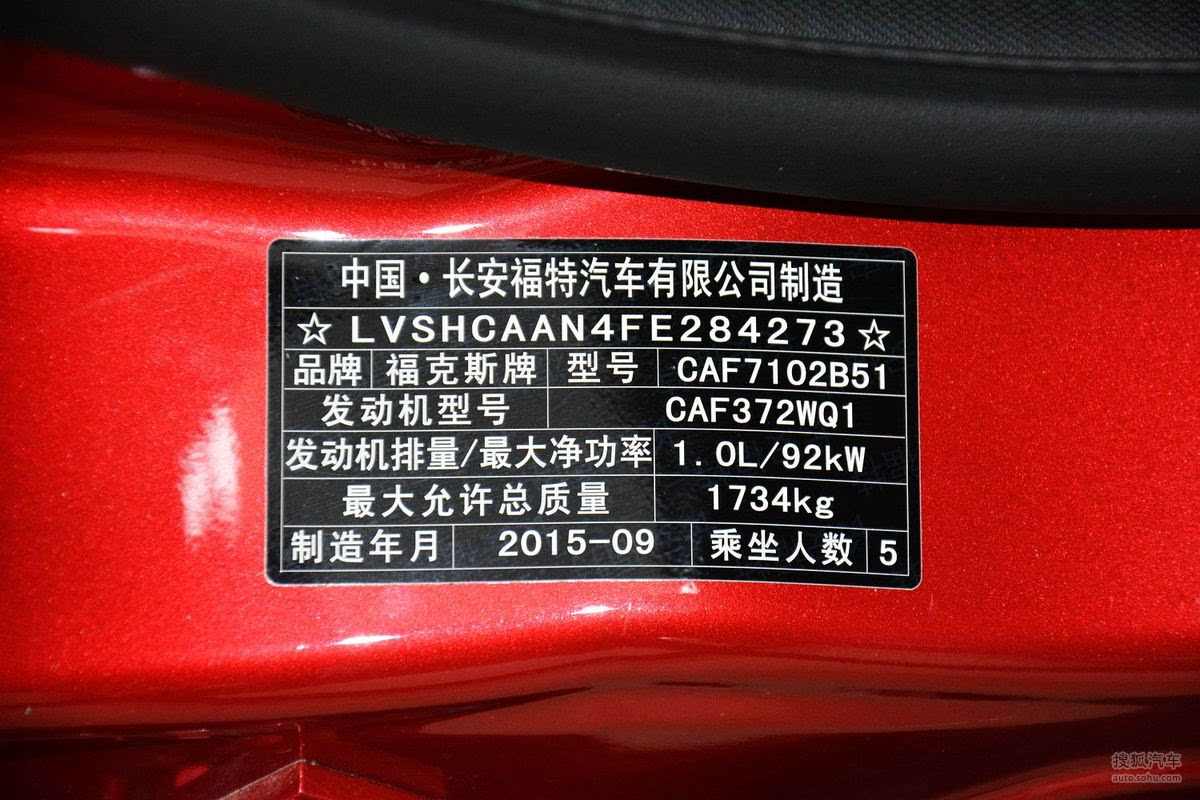 中国·长安福特汽车有限公司制造
☆LVSHCAAN4FE284273☆
品牌 福克斯牌 型号 CAF7102B51
发动机型号 CAF372WQ1
发动机排量/最大净功率 1.0L/92kW
最大允许总质量 1734kg
制造年月 2015-09 乘坐人数 5
搜狐汽车
auto.sohu.com